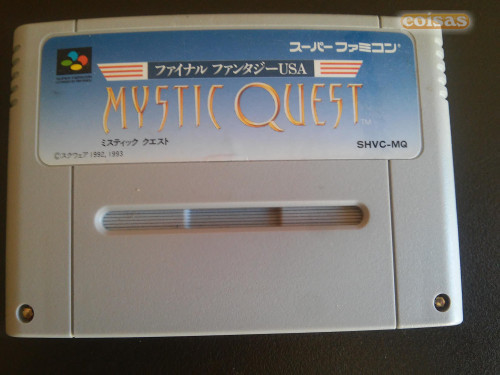 coisas
スーパーファミコン
ファイナル ファンタジーUSA
MYSTIC QUEST
TM
ミスティック クエスト
SHVC-MQ
©スクウェア 1992, 1993